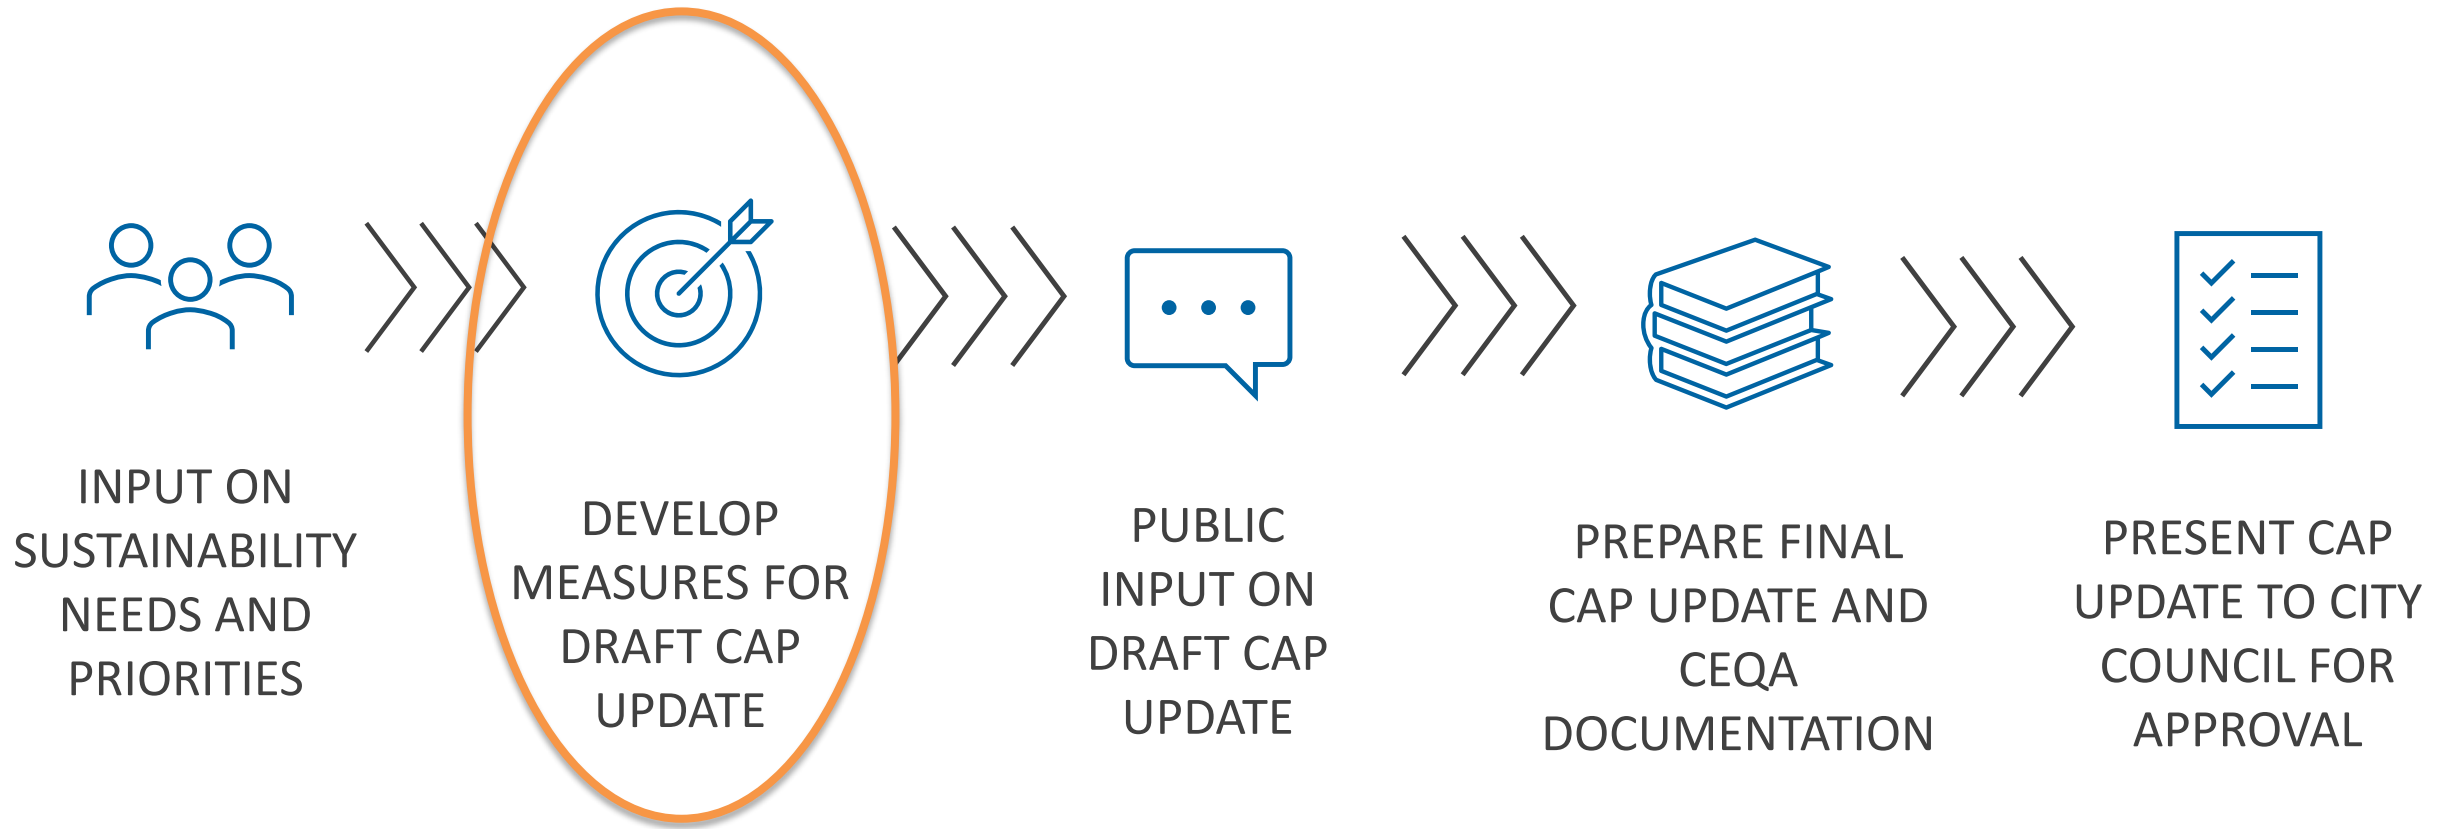 INPUT ON
SUSTAINABILITY
NEEDS AND
PRIORITIES
DEVELOP
MEASURES FOR
DRAFT CAP
UPDATE
PUBLIC
INPUT ON
DRAFT CAP
UPDATE
PREPARE FINAL
CAP UPDATE AND
CEQA
DOCUMENTATION
PRESENT CAP
UPDATE TO CITY
COUNCIL FOR
APPROVAL